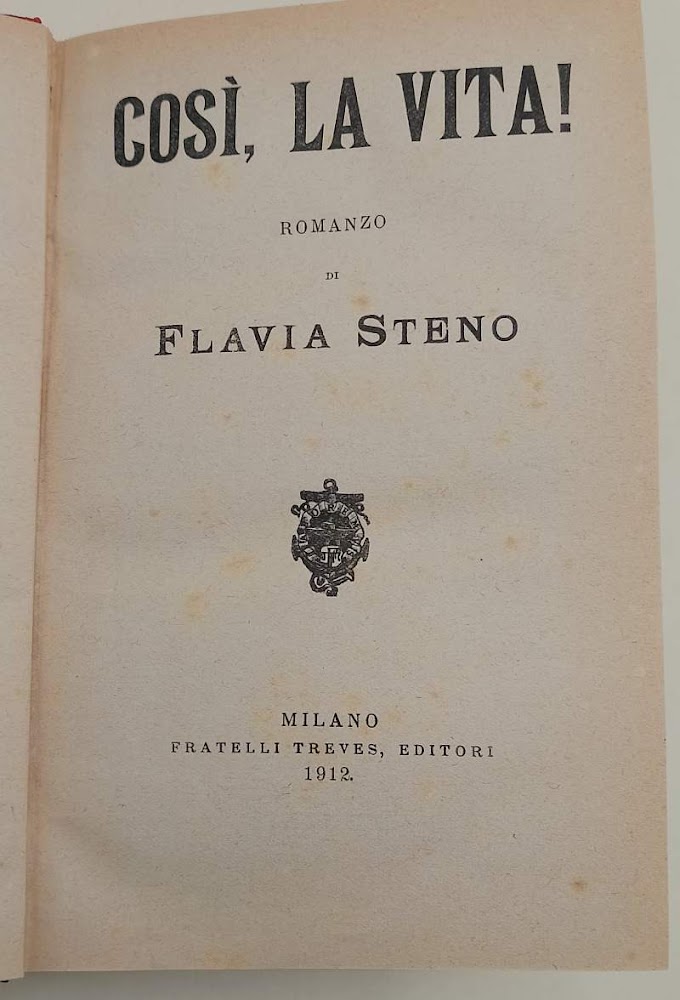 COSÌ, LA VITA!
ROMANZO
DI
FLAVIA STENO
MILANO
FRATELLI TREVES, EDITORI
1912.